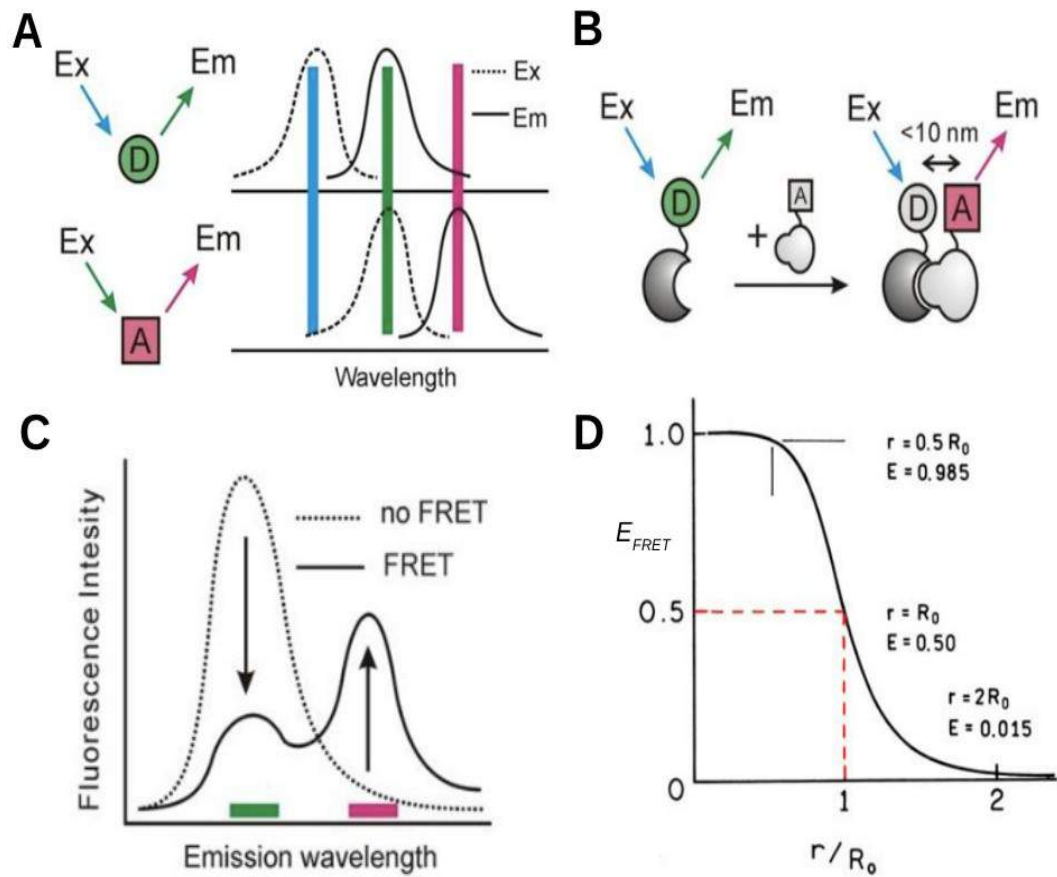 A
Ex
Em
D
Ex
Em
A
Ex
Em
Wavelength
B
Ex
Em
D
+
A
Ex
Em
<10 nm
D
A
C
Fluorescence Intesity
no FRET
FRET
Emission wavelength
D
1.0
E_FRET
0.5
0
1
2
r/R₀
r = 0.5 R₀
E = 0.985
r = R₀
E = 0.50
r = 2R₀
E = 0.015